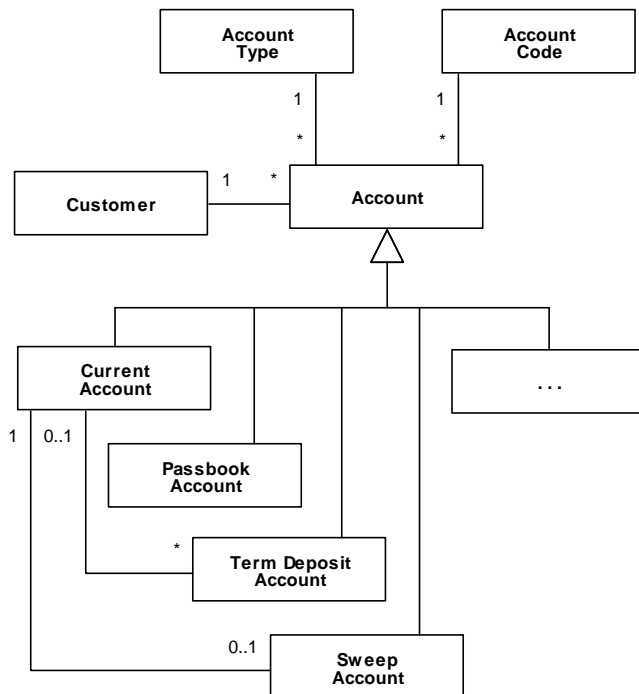 Account
Type
Account
Code
1
1
*
*
Customer
1
*
Account
Current
Account
. . .
1
0..1
Passbook
Account
*
Term Deposit
Account
0..1
Sweep
Account